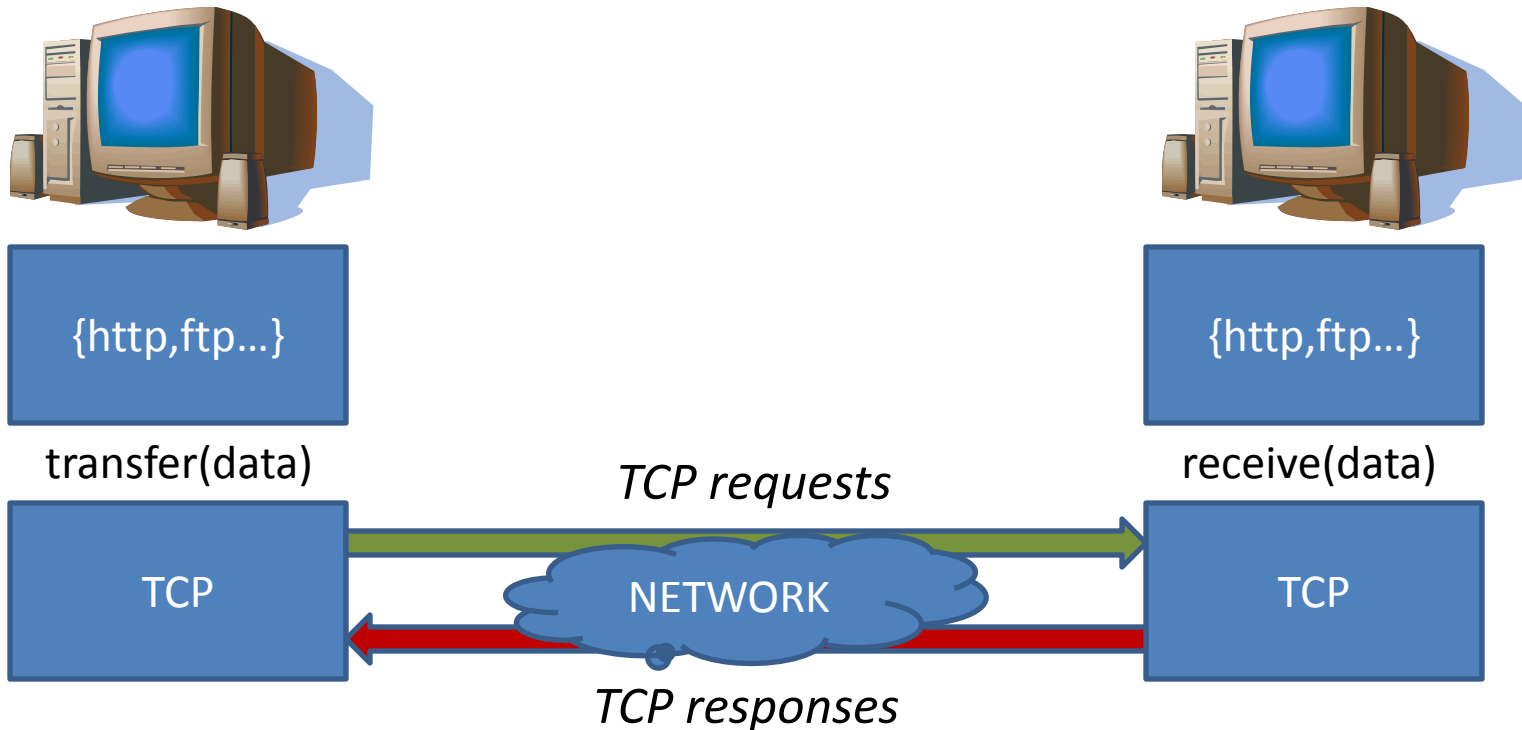 {http,ftp…}
{http,ftp…}
transfer(data)
receive(data)
TCP requests
TCP
NETWORK
TCP
TCP responses